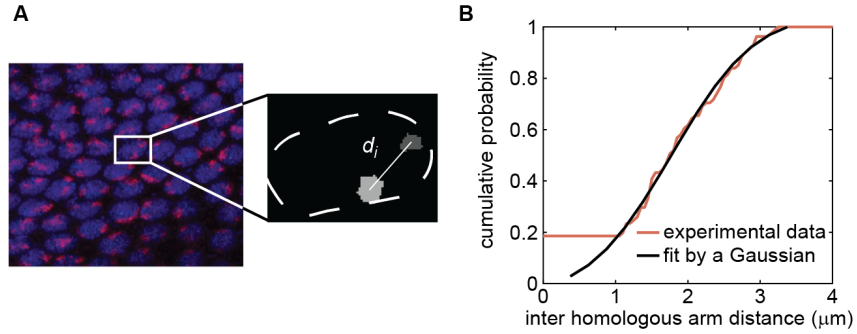 A
B
d_i
cumulative probability
1
0.8
0.6
0.4
0.2
0
experimental data
fit by a Gaussian
0 1 2 3 4
inter homologous arm distance (μm)